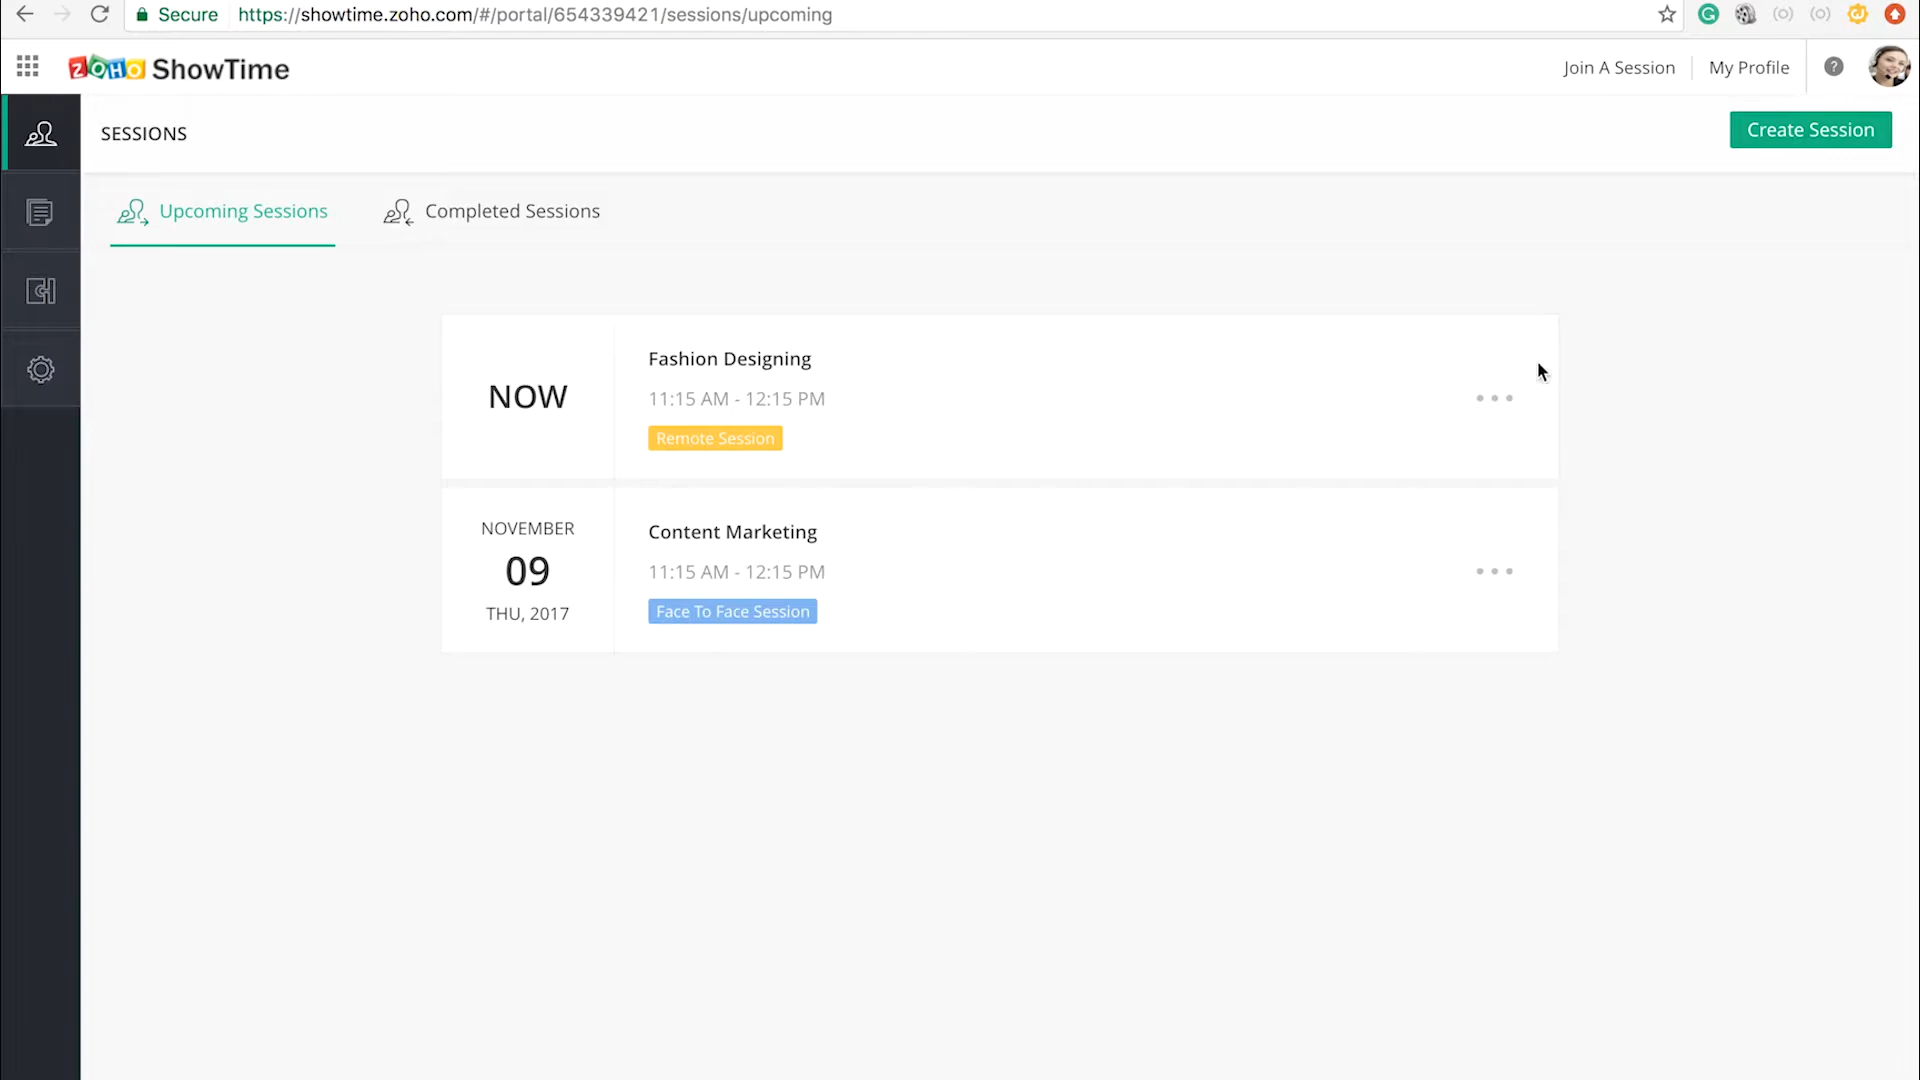 Secure https://showtime.zoho.com/#/portal/654339421/sessions/upcoming
ZOHO ShowTime
Join A Session
My Profile
?
SESSIONS
Create Session
Upcoming Sessions
Completed Sessions
NOW
Fashion Designing
11:15 AM - 12:15 PM
Remote Session
NOVEMBER
09
THU, 2017
Content Marketing
11:15 AM - 12:15 PM
Face To Face Session